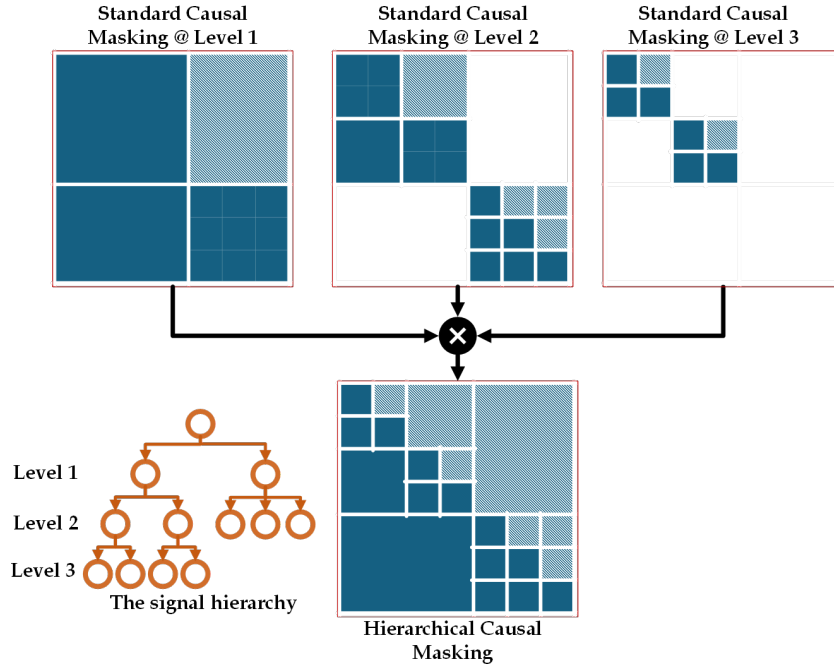 Standard Causal
Masking @ Level 1
Standard Causal
Masking @ Level 2
Standard Causal
Masking @ Level 3
Level 1
Level 2
Level 3
The signal hierarchy
Hierarchical Causal
Masking